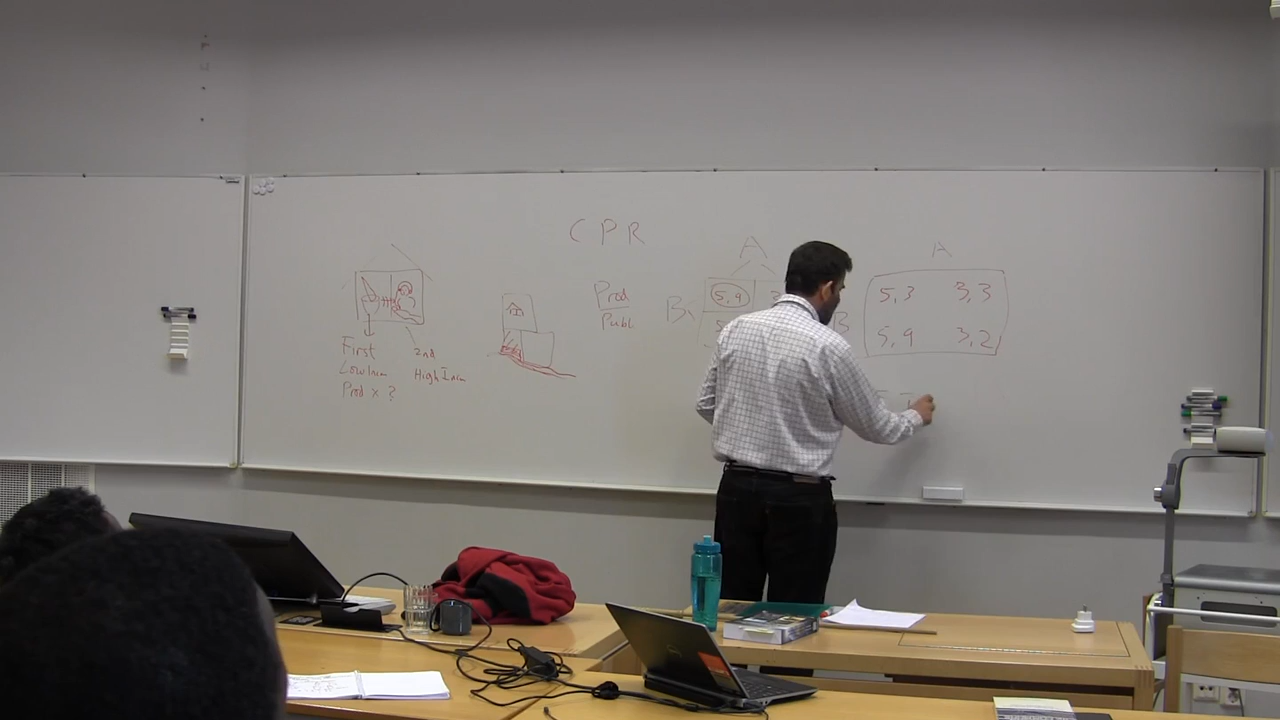 CPR
First
Low Inc
Prod x ?
2nd
High Inc
Prod
Publ
A
B
5,9
A
B
5,3 3,3
5,9 3,2